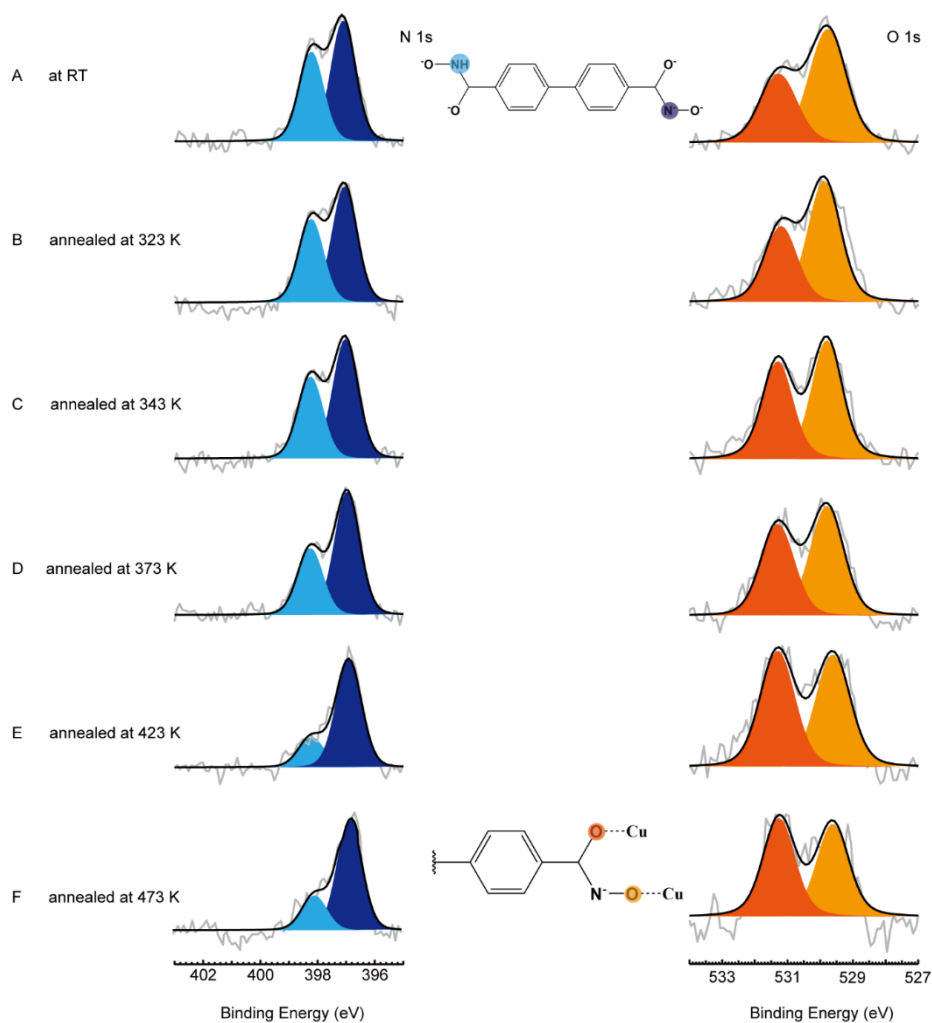 N 1s
O 1s
A at RT
-O NH
-O
O-
N- O-
B annealed at 323 K
C annealed at 343 K
D annealed at 373 K
E annealed at 423 K
F annealed at 473 K
O Cu
N- O Cu
402 400 398 396
533 531 529 527
Binding Energy (eV)
Binding Energy (eV)